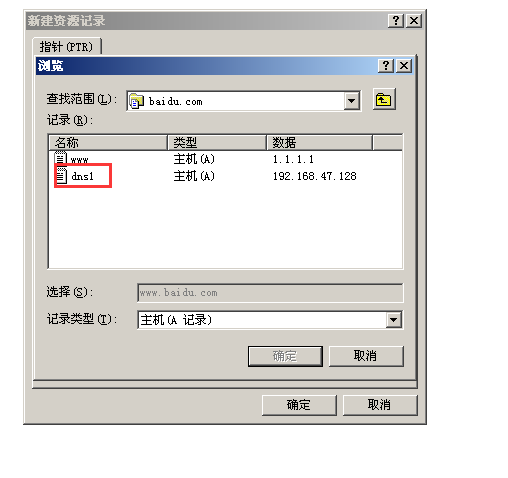 新建资源记录
指针(PTR)
浏览
查找范围(L): baidu.com
记录(R):
名称 类型 数据
www 主机(A) 1.1.1.1
dns1 主机(A) 192.168.47.128
选择(S): www.baidu.com
记录类型(T): 主机(A 记录)
确定 取消
确定 取消